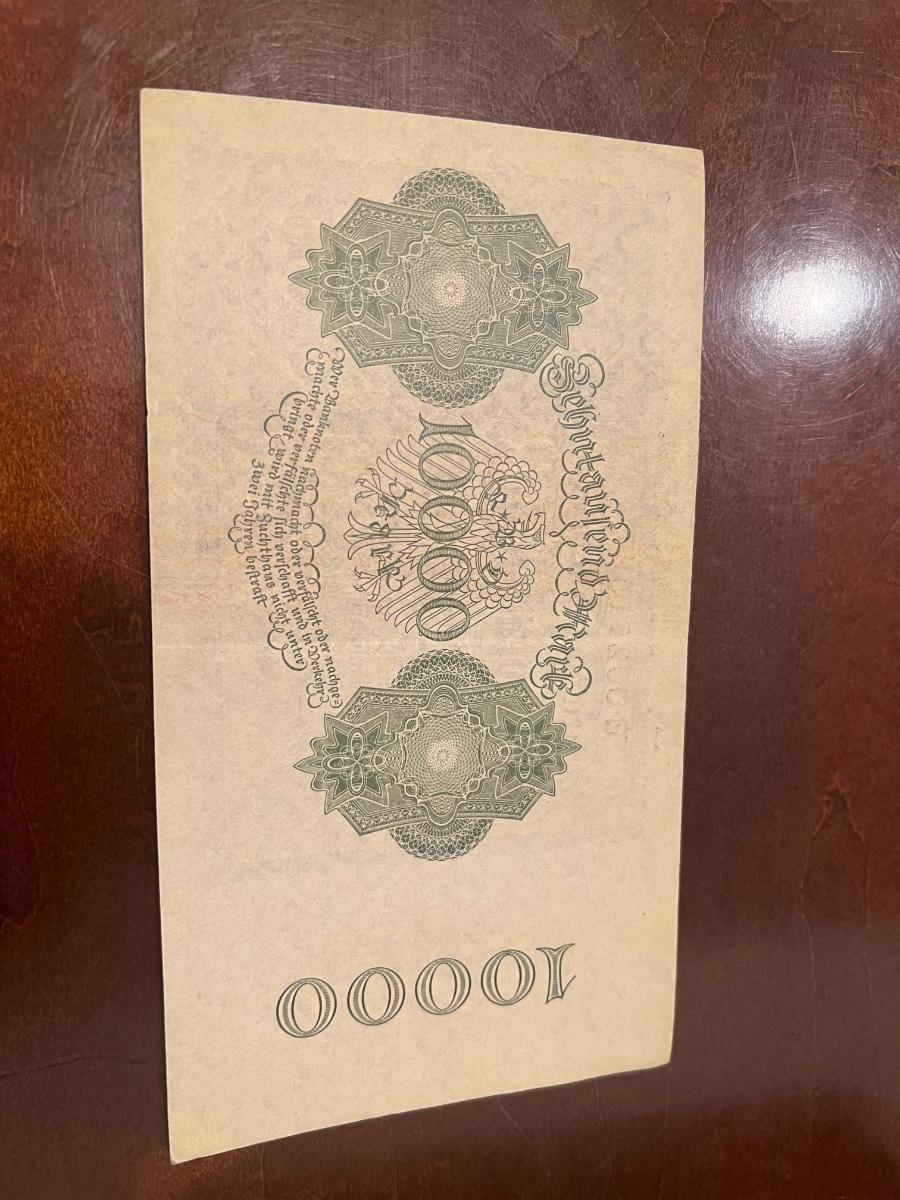 Zehntausend Mark
10000
Mark
Wer Banknoten nachmacht oder verfälscht oder nachge=
machte oder verfälschte sich verschafft und in Verkehr
bringt, wird mit Zuchthaus nicht unter
zwei Jahren bestraft
10000